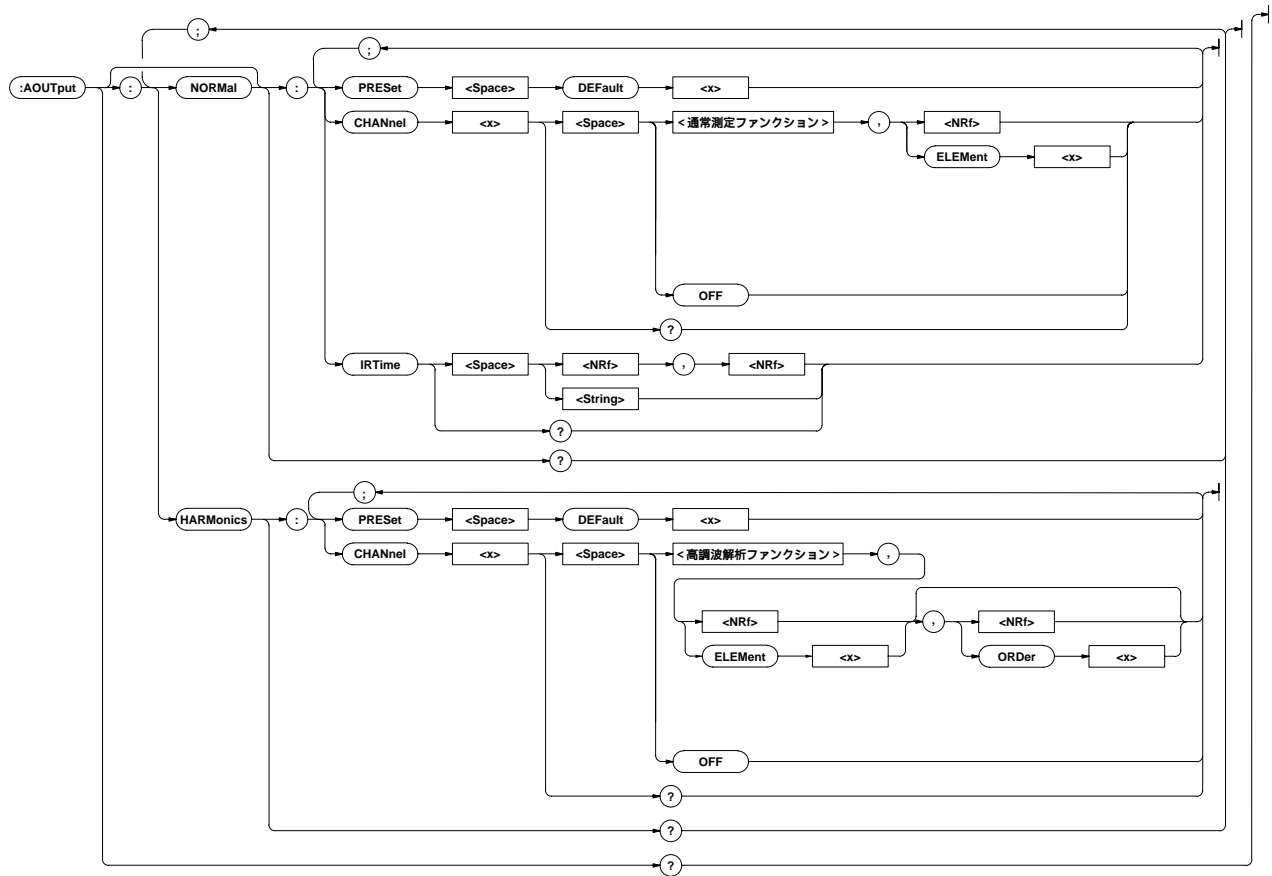 ;
;
:AOUTput : NORMal : PRESet <Space> DEFault <x>
CHANnel <x> <Space> <通常測定ファンクション> , <NRf>
ELEMent <x>
OFF
?
IRTime <Space> <NRf> , <NRf>
<String>
?
?
;
HARMonics : PRESet <Space> DEFault <x>
CHANnel <x> <Space> <高調波解析ファンクション> ,
<NRf> , <NRf>
ELEMent <x> ORDer <x>
OFF
?
?
?